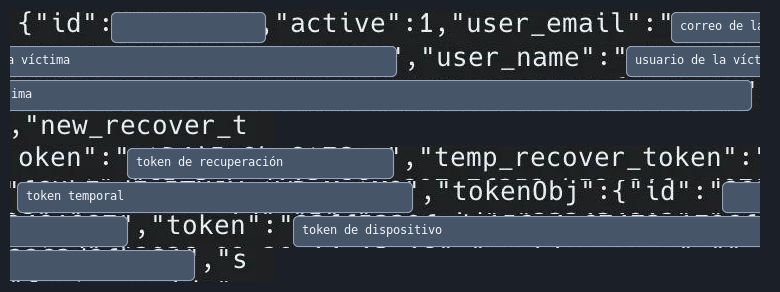 {"id": ,"active":1,"user_email":" correo de la
a víctima ","user_name":" usuario de la víct
ima "
,"new_recover_t
oken":" token de recuperación ","temp_recover_token":"
token temporal ","tokenObj":{"id":"
,"token":" token de dispositivo
,"s